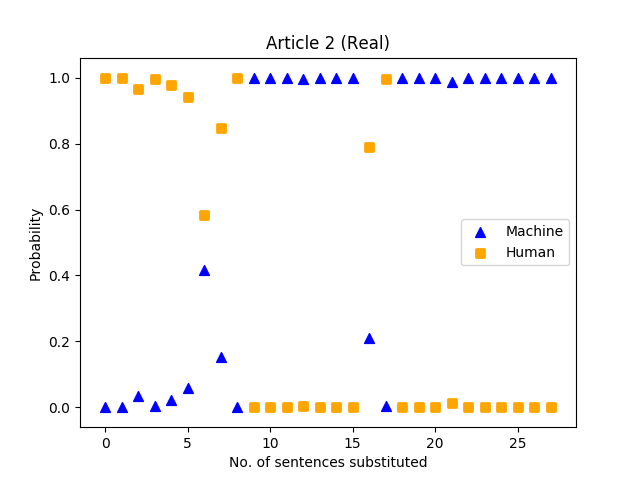 Article 2 (Real)
1.0
0.8
0.6
0.4
0.2
0.0
Probability
Machine
Human
0 5 10 15 20 25
No. of sentences substituted